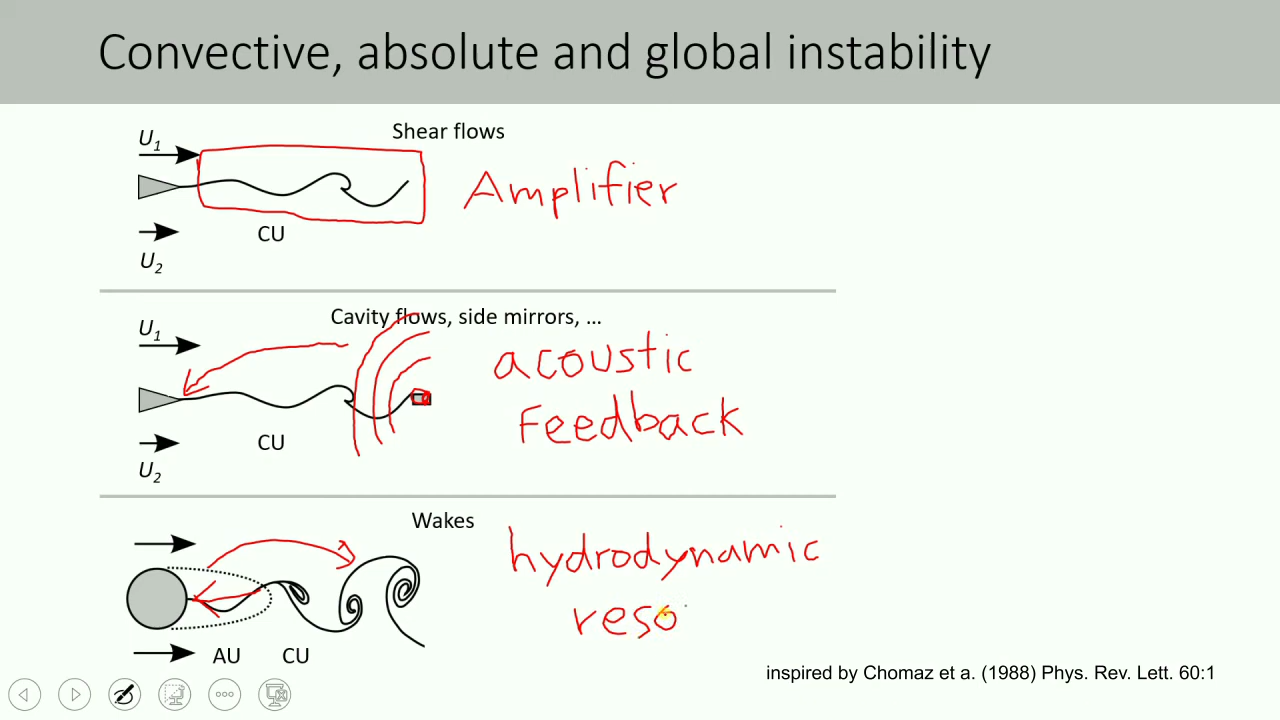 Convective, absolute and global instability
Shear flows
U1
Amplifier
CU
U2
Cavity flows, side mirrors, ...
U1
acoustic
Feedback
CU
U2
Wakes
hydrodynamic
reso
AU CU
inspired by Chomaz et a. (1988) Phys. Rev. Lett. 60:1